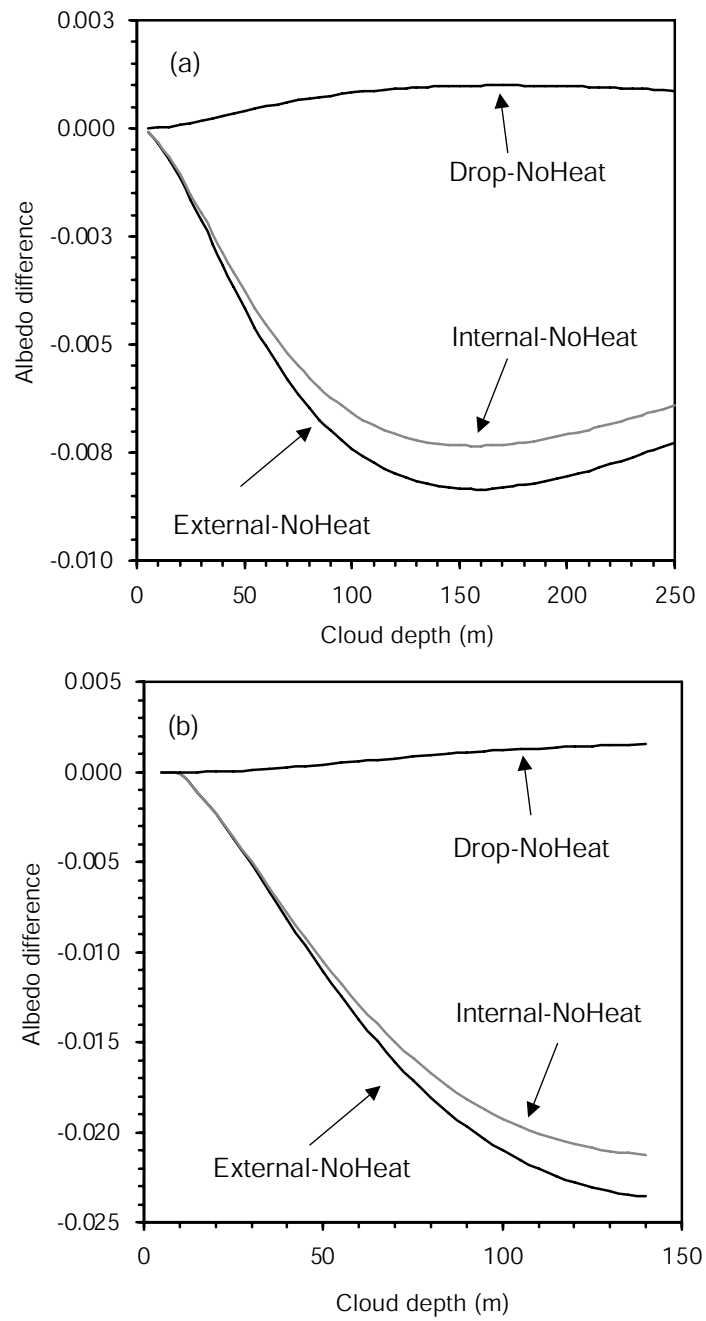 0.003
(a)
0.000
Drop-NoHeat
-0.003
Albedo difference
-0.005
Internal-NoHeat
-0.008
External-NoHeat
-0.010
0 50 100 150 200 250
Cloud depth (m)
0.005
(b)
0.000
Drop-NoHeat
-0.005
Albedo difference
-0.010
Internal-NoHeat
-0.015
-0.020
External-NoHeat
-0.025
0 50 100 150
Cloud depth (m)